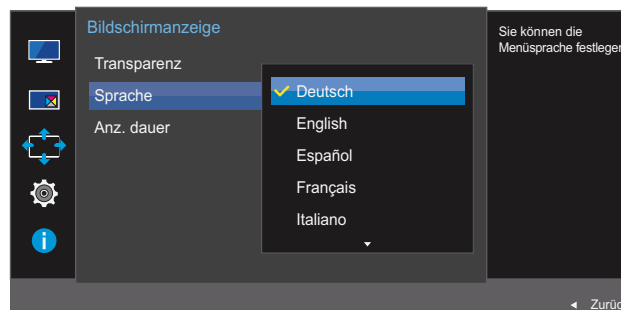 Bildschirmanzeige
Transparenz
Sprache
Anz. dauer
Deutsch
English
Español
Français
Italiano
Sie können die
Menüsprache festlegen
Zurüc